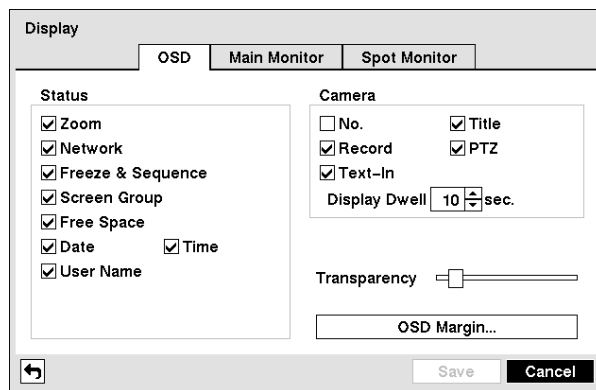 Display
OSD Main Monitor Spot Monitor
Status
Zoom
Network
Freeze & Sequence
Screen Group
Free Space
Date Time
User Name
Camera
No. Title
Record PTZ
Text-In
Display Dwell 10 sec.
Transparency
OSD Margin...
Save Cancel